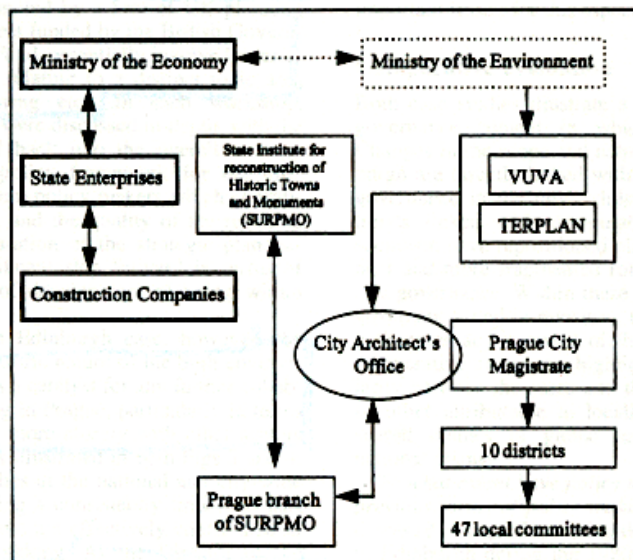 Ministry of the Economy
Ministry of the Environment
State Institute for
reconstruction of
Historic Towns
and Monuments
(SURPMO)
VUVA
TERPLAN
State Enterprises
Construction Companies
City Architect's
Office
Prague City
Magistrate
10 districts
Prague branch
of SURPMO
47 local committees